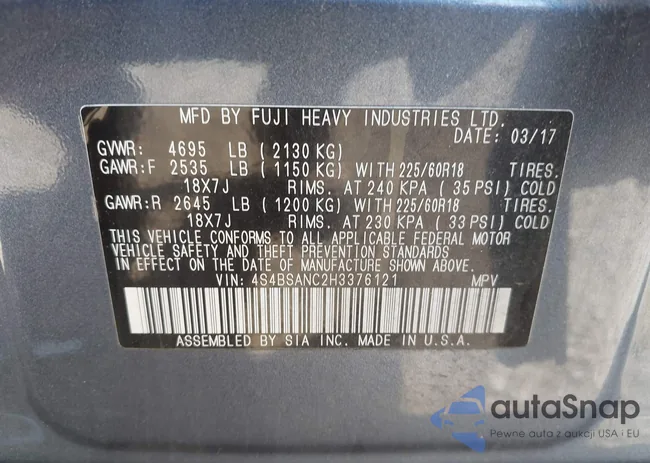 MFD BY FUJI HEAVY INDUSTRIES LTD.
DATE: 03/17
GVWR: 4695 LB (2130 KG)
GAWR:F 2535 LB (1150 KG) WITH 225/60R18 TIRES.
18X7J RIMS. AT 240 KPA (35 PSI) COLD
GAWR:R 2645 LB (1200 KG) WITH 225/60R18 TIRES.
18X7J RIMS. AT 230 KPA (33 PSI) COLD
THIS VEHICLE CONFORMS TO ALL APPLICABLE FEDERAL MOTOR
VEHICLE SAFETY AND THEFT PREVENTION STANDARDS
IN EFFECT ON THE DATE OF MANUFACTURE SHOWN ABOVE.
VIN: 4S4BSANC2H3376121 MPV
ASSEMBLED BY SIA INC. MADE IN U.S.A.
autaSnap
Pewne auta z aukcji USA i EU